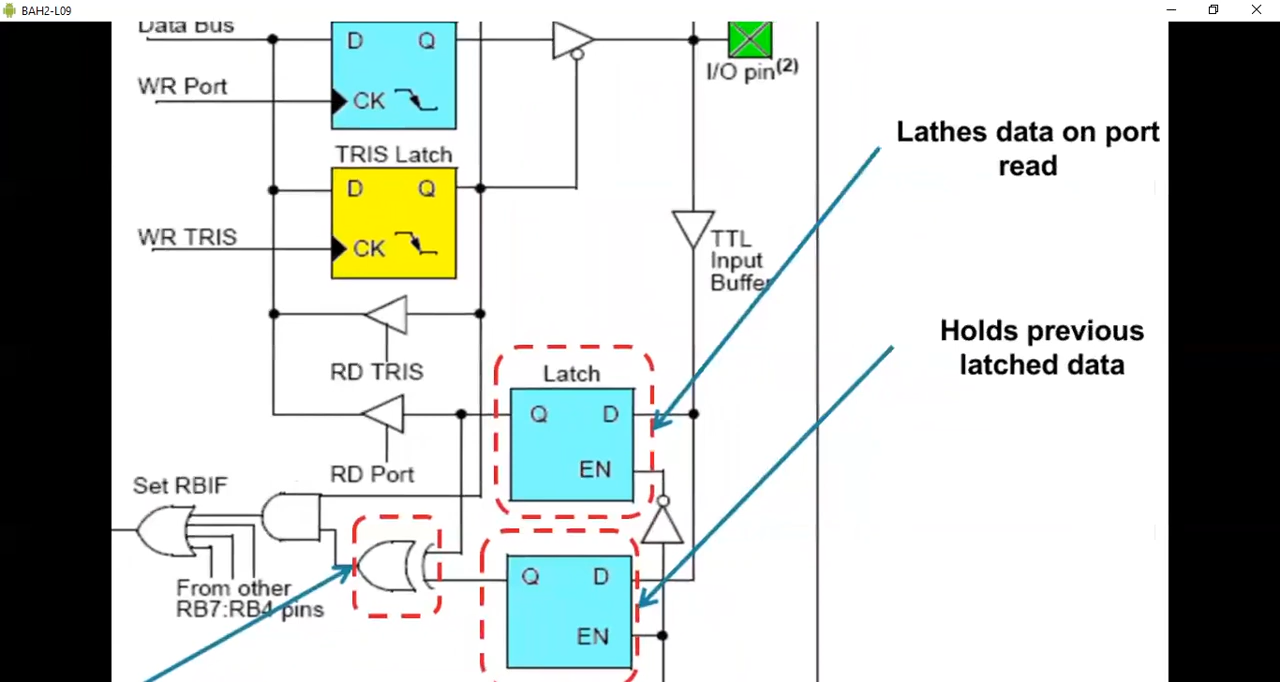 BAH2-L09
Data Bus
D Q
I/O pin(2)
WR Port
CK
Lathes data on port
read
TRIS Latch
D Q
WR TRIS
CK
TTL
Input
Buffer
Holds previous
latched data
RD TRIS
Latch
Q D
EN
RD Port
Set RBIF
From other
RB7:RB4 pins
Q D
EN